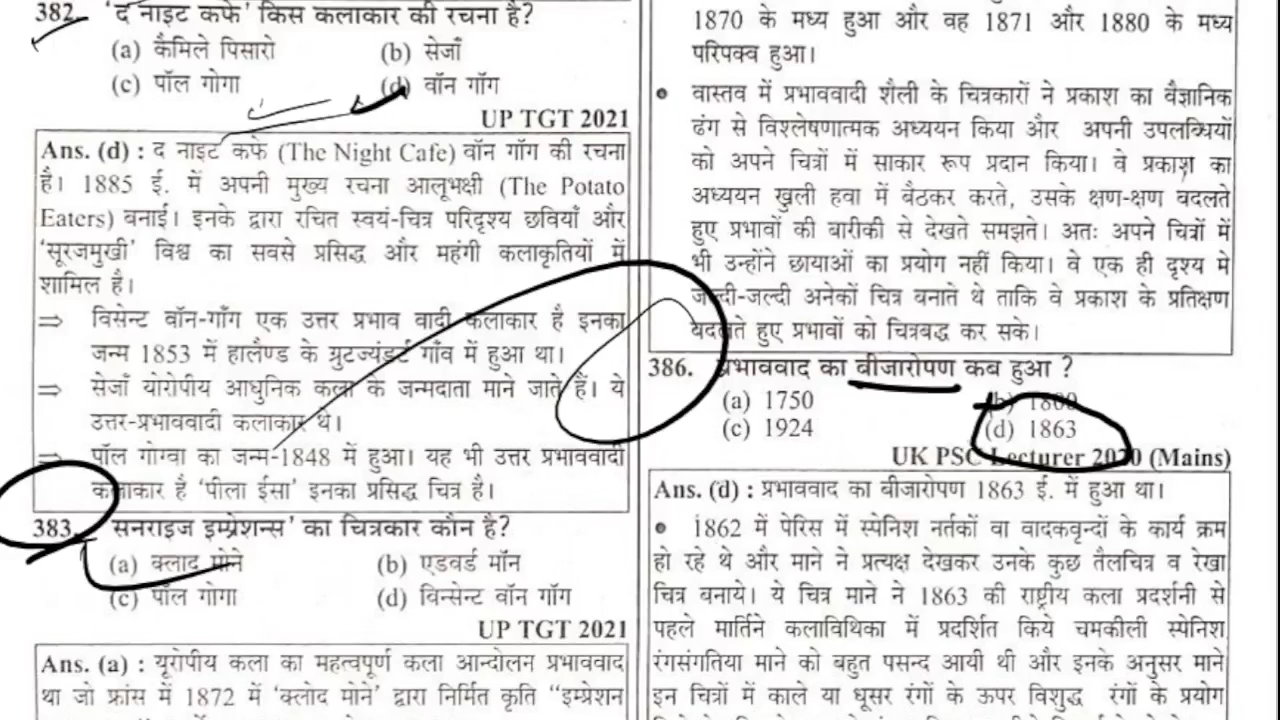 382. 'द नाइट कफे' किस कलाकार की रचना है?
(a) कैमिले पिसारो (b) सेजाँ
(c) पॉल गोगा (d) वॉन गॉग
UP TGT 2021
Ans. (d) : द नाइट कफे (The Night Cafe) वॉन गॉग की रचना
है। 1885 ई. में अपनी मुख्य रचना आलूभक्षी (The Potato
Eaters) बनाई। इनके द्वारा रचित स्वयं-चित्र परिदृश्य छवियाँ और
'सूरजमुखी' विश्व का सबसे प्रसिद्ध और महंगी कलाकृतियों में
शामिल है।
⇒ विसेन्ट वॉन-गाँग एक उत्तर प्रभाव वादी कलाकार है इनका
जन्म 1853 में हालैण्ड के ग्रुटज्यंडर्ट गाँव में हुआ था।
⇒ सेजाँ योरोपीय आधुनिक कला के जन्मदाता माने जाते हैं। ये
उत्तर-प्रभाववादी कलाकार थे।
⇒ पॉल गोग्वा का जन्म-1848 में हुआ। यह भी उत्तर प्रभाववादी
कलाकार है 'पीला ईसा' इनका प्रसिद्ध चित्र है।
383. सनराइज इम्प्रेशन्स' का चित्रकार कौन है?
(a) क्लाद मोने (b) एडवर्ड मॉन
(c) पॉल गोगा (d) विन्सेन्ट वॉन गॉग
UP TGT 2021
Ans. (a) : यूरोपीय कला का महत्वपूर्ण कला आन्दोलन प्रभाववाद
था जो फ्रांस में 1872 में 'क्लोद मोने' द्वारा निर्मित कृति "इम्प्रेशन
1870 के मध्य हुआ और वह 1871 और 1880 के मध्य
परिपक्व हुआ।
• वास्तव में प्रभाववादी शैली के चित्रकारों ने प्रकाश का वैज्ञानिक
ढंग से विश्लेषणात्मक अध्ययन किया और अपनी उपलब्धियों
को अपने चित्रों में साकार रूप प्रदान किया। वे प्रकाश का
अध्ययन खुली हवा में बैठकर करते, उसके क्षण-क्षण बदलते
हुए प्रभावों की बारीकी से देखते समझते। अतः अपने चित्रों में
भी उन्होंने छायाओं का प्रयोग नहीं किया। वे एक ही दृश्य मे
जल्दी-जल्दी अनेकों चित्र बनाते थे ताकि वे प्रकाश के प्रतिक्षण
बदलते हुए प्रभावों को चित्रबद्ध कर सके।
386. प्रभाववाद का बीजारोपण कब हुआ ?
(a) 1750 (b) 1800
(c) 1924 (d) 1863
UK PSC Lecturer 2020 (Mains)
Ans. (d) : प्रभाववाद का बीजारोपण 1863 ई. में हुआ था।
• 1862 में पेरिस में स्पेनिश नर्तकों वा वादकवृन्दों के कार्य क्रम
हो रहे थे और माने ने प्रत्यक्ष देखकर उनके कुछ तैलचित्र व रेखा
चित्र बनाये। ये चित्र माने ने 1863 की राष्ट्रीय कला प्रदर्शनी से
पहले मार्तिने कलाविथिका में प्रदर्शित किये चमकीली स्पेनिश
रंगसंगतिया माने को बहुत पसन्द आयी थी और इनके अनुसर माने
इन चित्रों में काले या धूसर रंगों के ऊपर विशुद्ध रंगों के प्रयोग